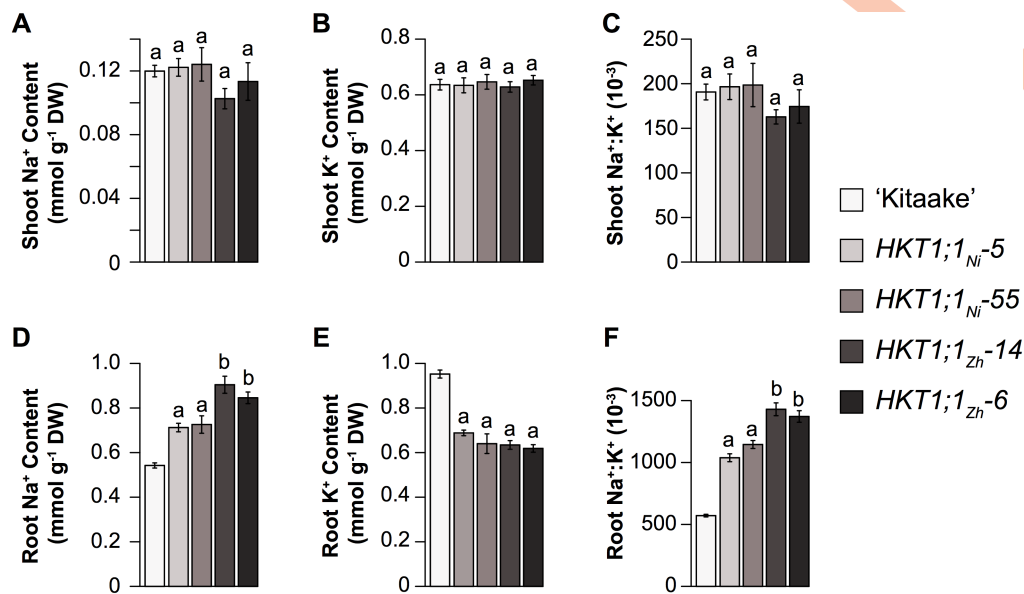 A
Shoot Na⁺ Content
(mmol g⁻¹ DW)
0.12
0.08
0.04
0
a a a a a
B
Shoot K⁺ Content
(mmol g⁻¹ DW)
0.8
0.6
0.4
0.2
0
a a a a a
C
Shoot Na⁺:K⁺ (10⁻³)
250
200
150
100
50
0
a a a a a
'Kitaake'
HKT1;1Ni-5
HKT1;1Ni-55
HKT1;1Zh-14
HKT1;1Zh-6
D
Root Na⁺ Content
(mmol g⁻¹ DW)
1.0
0.8
0.6
0.4
0.2
0
a a b b
E
Root K⁺ Content
(mmol g⁻¹ DW)
1.0
0.8
0.6
0.4
0.2
0
a a a a
F
Root Na⁺:K⁺ (10⁻³)
1500
1000
500
0
a a b b